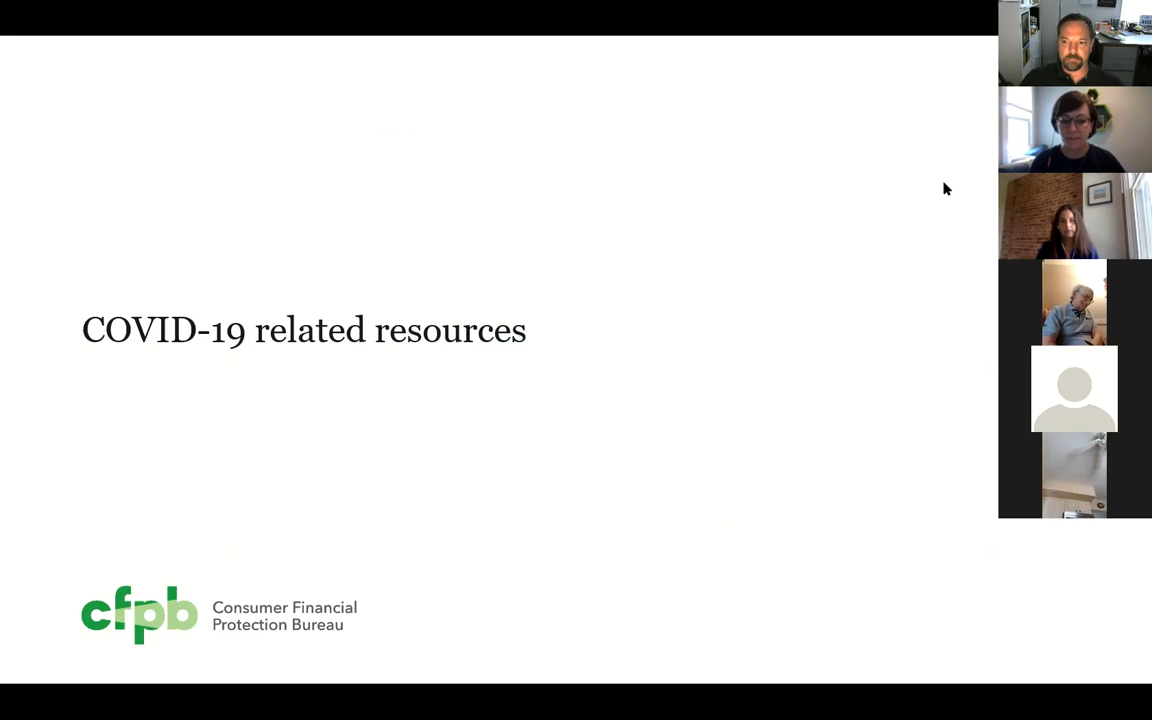 COVID-19 related resources
cfpb
Consumer Financial
Protection Bureau